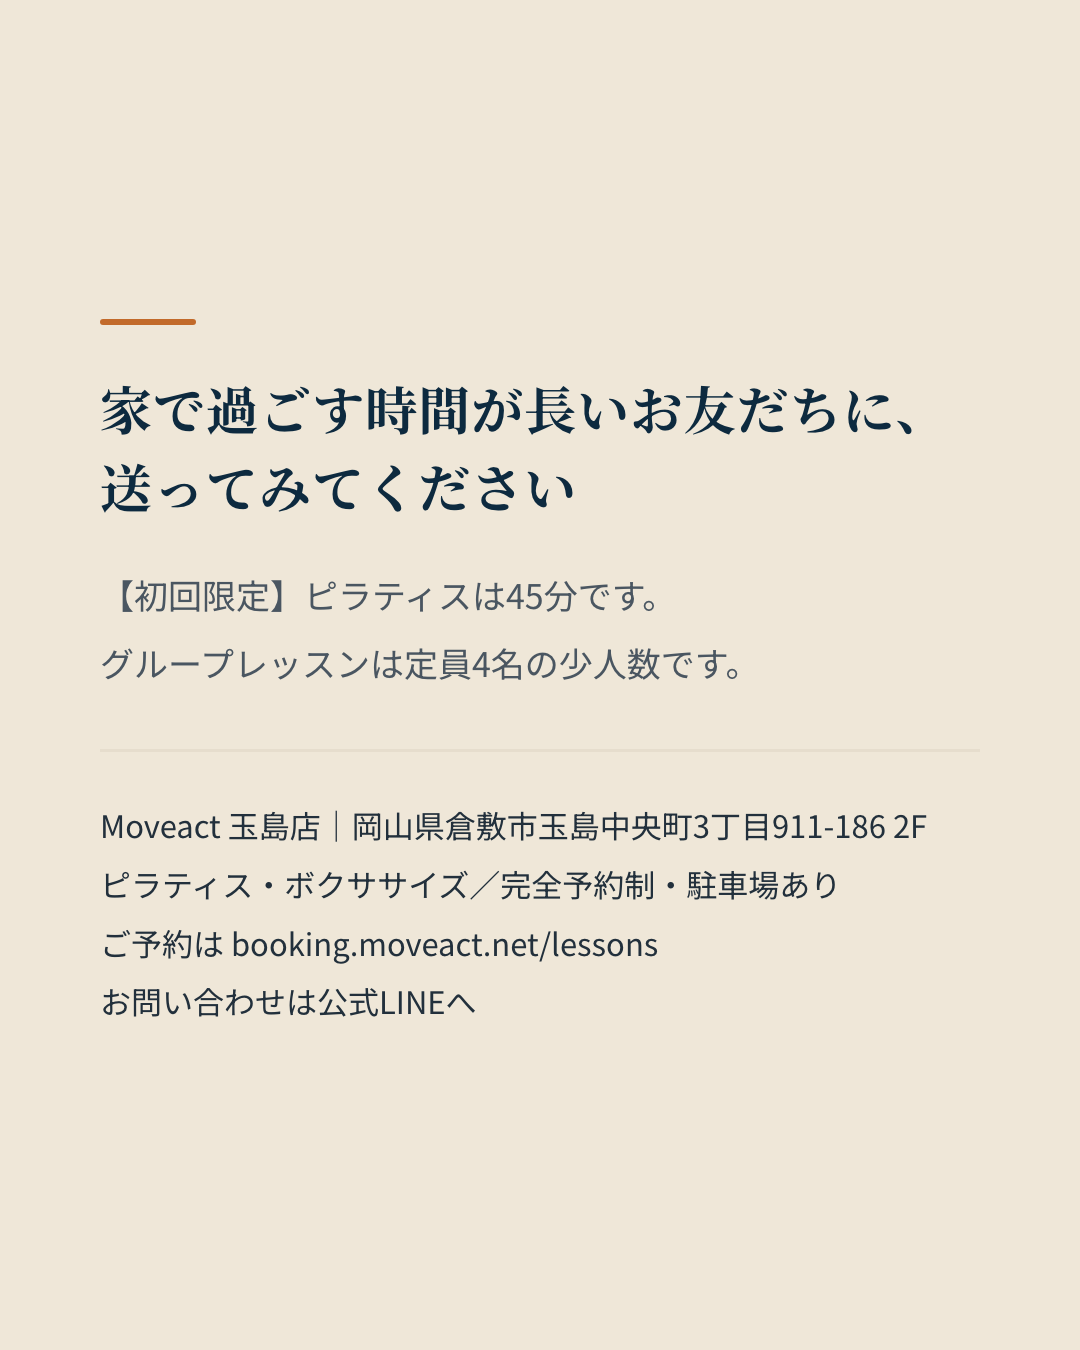 家で過ごす時間が長いお友だちに、
送ってみてください
【初回限定】ピラティスは45分です。
グループレッスンは定員4名の少人数です。
Moveact 玉島店｜岡山県倉敷市玉島中央町3丁目911-186 2F
ピラティス・ボクササイズ／完全予約制・駐車場あり
ご予約は booking.moveact.net/lessons
お問い合わせは公式LINEへ